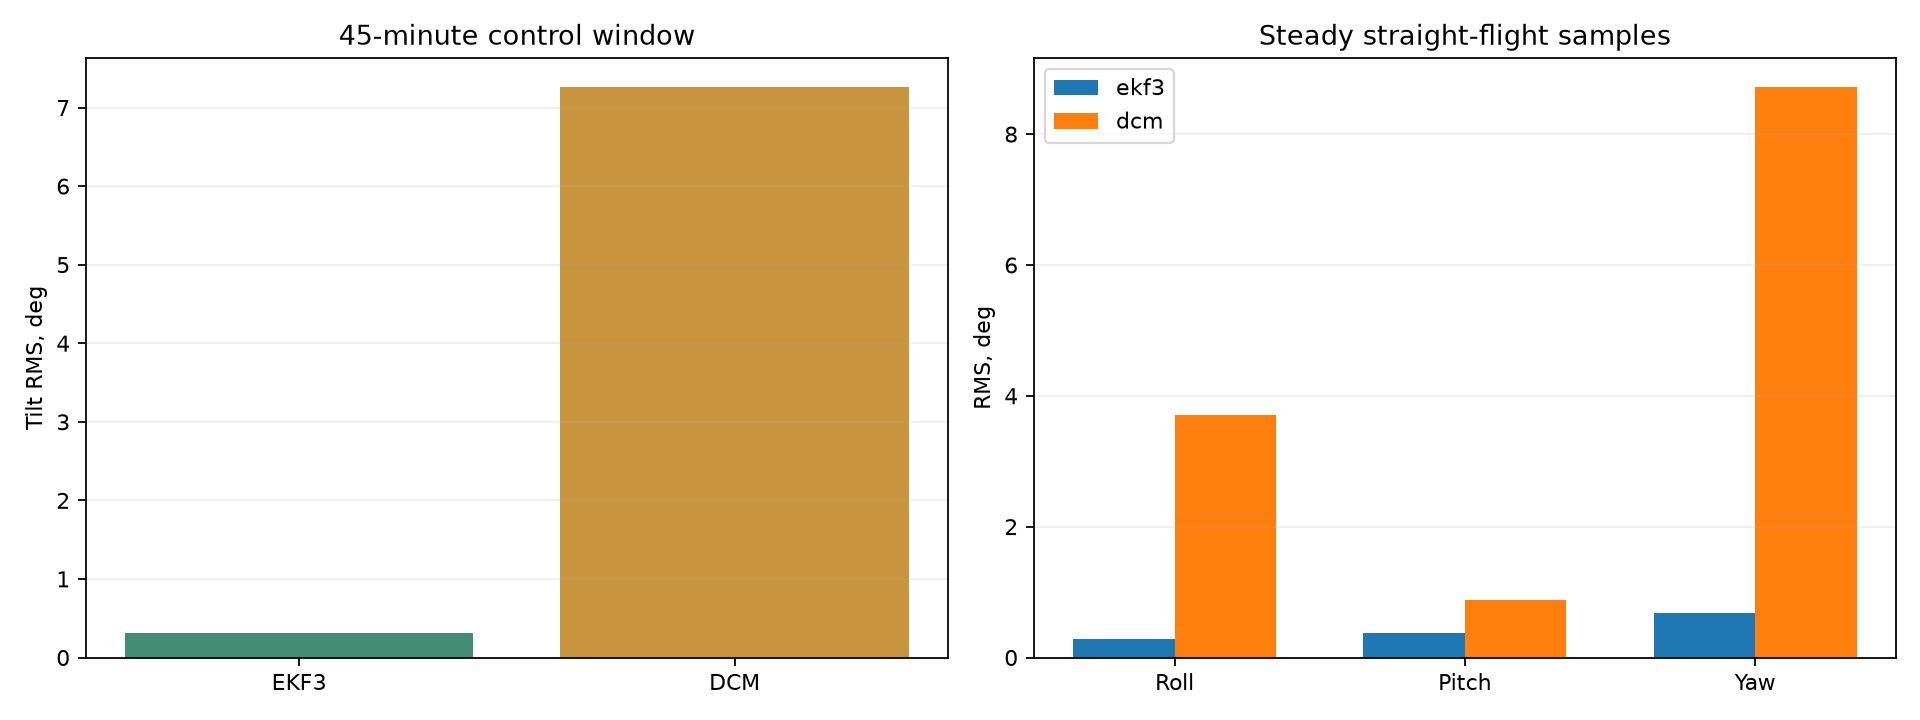 45-minute control window
Tilt RMS, deg
7
6
5
4
3
2
1
0
EKF3
DCM
Steady straight-flight samples
ekf3
dcm
RMS, deg
8
6
4
2
0
Roll
Pitch
Yaw